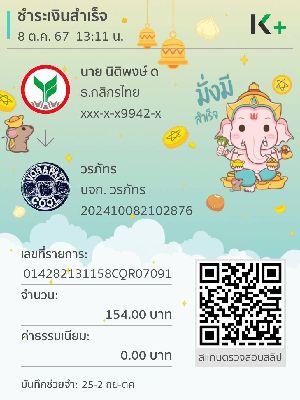 ชำระเงินสำเร็จ
8 ต.ค. 67 13:11 น.
K+
นาย นิติพงษ์ ด
ธ.กสิกรไทย
xxx-x-x9942-x
มั่งมี
สำเร็จ
วรภัทร
บจก. วรภัทร
202410082102876
เลขที่รายการ:
014282131158CQR07091
จำนวน:
154.00 บาท
ค่าธรรมเนียม:
0.00 บาท
สแกนตรวจสอบสลิป
บันทึกช่วยจำ: 25-2 กย-ตค